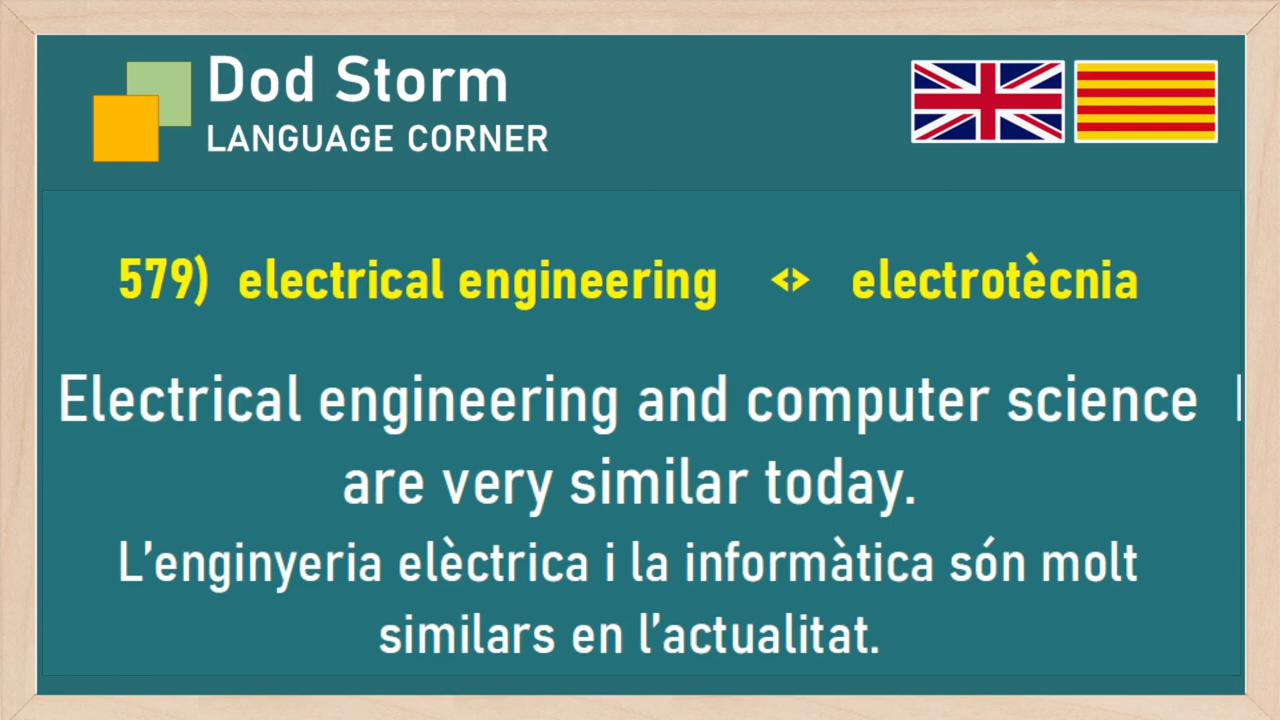 Dod Storm
LANGUAGE CORNER
579) electrical engineering <> electrotècnia
Electrical engineering and computer science
are very similar today.
L’enginyeria elèctrica i la informàtica són molt
similars en l’actualitat.